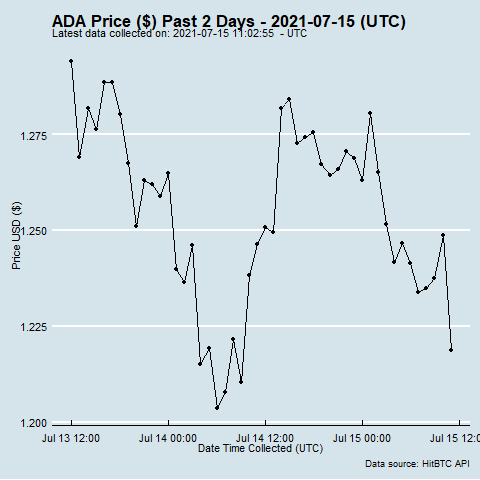 ADA Price ($) Past 2 Days - 2021-07-15 (UTC)
Latest data collected on: 2021-07-15 11:02:55 - UTC
1.275
1.250
1.225
1.200
Price USD ($)
Jul 13 12:00 Jul 14 00:00 Jul 14 12:00 Jul 15 00:00 Jul 15 12:00
Date Time Collected (UTC)
Data source: HitBTC API